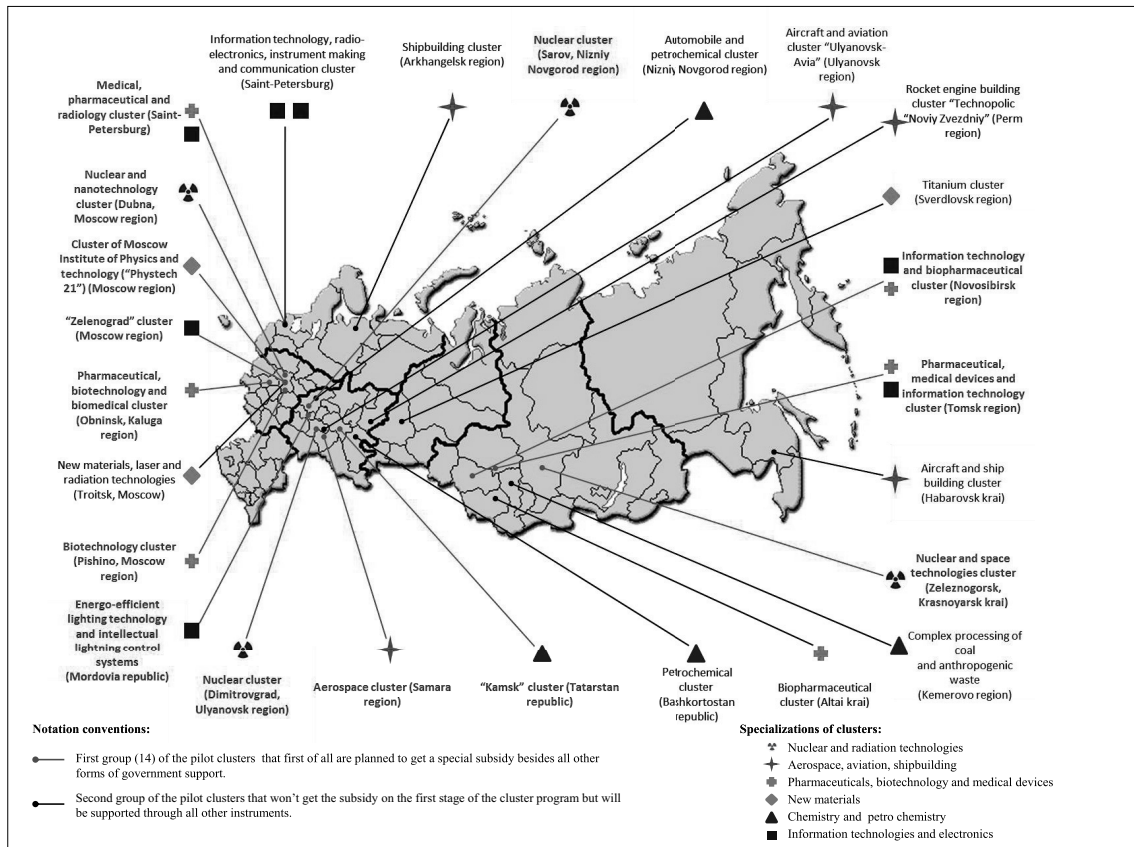 Information technology, radio-
electronics, instrument making
and communication cluster
(Saint-Petersburg)
Shipbuilding cluster
(Arkhangelsk region)
Nuclear cluster
(Sarov, Nizniy
Novgorod region)
Automobile and
petrochemical cluster
(Nizniy Novgorod region)
Aircraft and aviation
cluster “Ulyanovsk-
Avia” (Ulyanovsk
region)
Rocket engine building
cluster “Technopolic
“Noviy Zvezdniy” (Perm
region)
Titanium cluster
(Sverdlovsk region)
Information technology
and biopharmaceutical
cluster (Novosibirsk
region)
Pharmaceutical,
medical devices and
information technology
cluster (Tomsk region)
Aircraft and ship
building cluster
(Habarovsk krai)
Nuclear and space
technologies cluster
(Zeleznogorsk,
Krasnoyarsk krai)
Complex processing of
coal
and anthropogenic
waste
(Kemerovo region)
Medical,
pharmaceutical and
radiology cluster (Saint-
Petersburg)
Nuclear and
nanotechnology
cluster (Dubna,
Moscow region)
Cluster of Moscow
Institute of Physics and
technology (“Phystech
21”) (Moscow region)
“Zelenograd” cluster
(Moscow region)
Pharmaceutical,
biotechnology and
biomedical cluster
(Obninsk, Kaluga
region)
New materials, laser and
radiation technologies
(Troitsk, Moscow)
Biotechnology cluster
(Pishino, Moscow
region)
Energo-efficient
lighting technology
and intellectual
lightning control
systems
(Mordovia republic)
Nuclear cluster
(Dimitrovgrad,
Ulyanovsk region)
Aerospace cluster (Samara
region)
“Kamsk” cluster (Tatarstan
republic)
Petrochemical
cluster
(Bashkortostan
republic)
Biopharmaceutical
cluster (Altai krai)
Notation conventions:
First group (14) of the pilot clusters that first of all are planned to get a special subsidy besides all other
forms of government support.
Second group of the pilot clusters that won’t get the subsidy on the first stage of the cluster program but will
be supported through all other instruments.
Specializations of clusters:
Nuclear and radiation technologies
Aerospace, aviation, shipbuilding
Pharmaceuticals, biotechnology and medical devices
New materials
Chemistry and petro chemistry
Information technologies and electronics